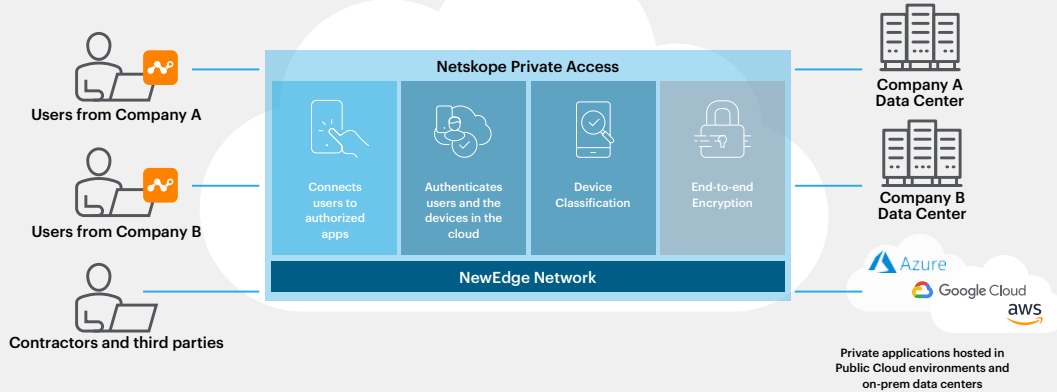 Netskope Private Access
Users from Company A
Users from Company B
Contractors and third parties
Connects
users to
authorized
apps
Authenticates
users and the
devices in the
cloud
Device
Classification
End-to-end
Encryption
NewEdge Network
Company A
Data Center
Company B
Data Center
Azure
Google Cloud
aws
Private applications hosted in
Public Cloud environments and
on-prem data centers